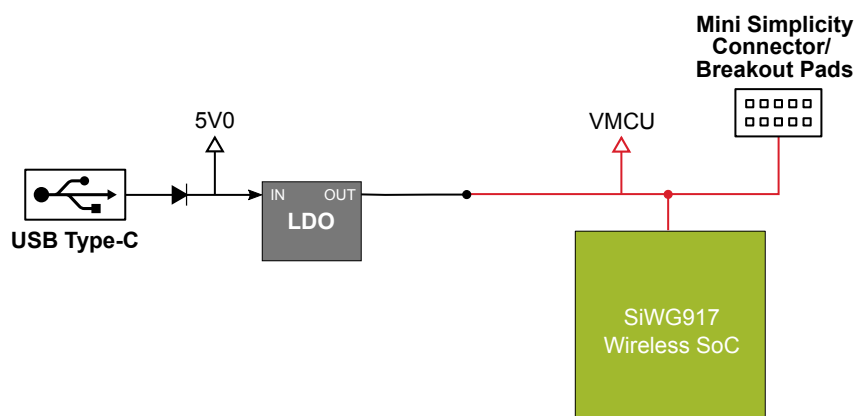 Mini Simplicity
Connector/
Breakout Pads
5V0
VMCU
USB Type-C
IN OUT
LDO
SiWG917
Wireless SoC